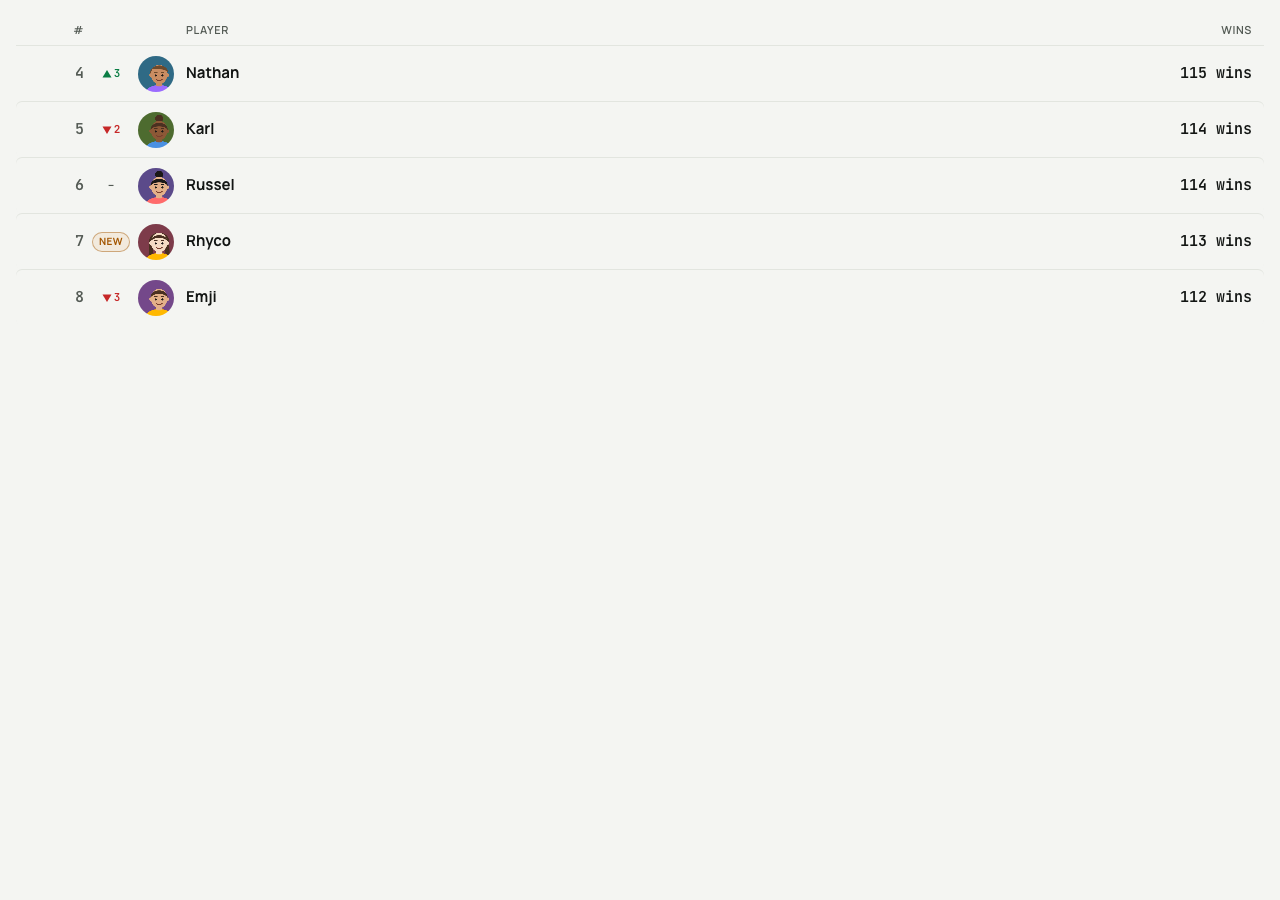 # PLAYER WINS
4 ▲3 Nathan 115 wins
5 ▼2 Karl 114 wins
6 – Russel 114 wins
7 NEW Rhyco 113 wins
8 ▼3 Emji 112 wins